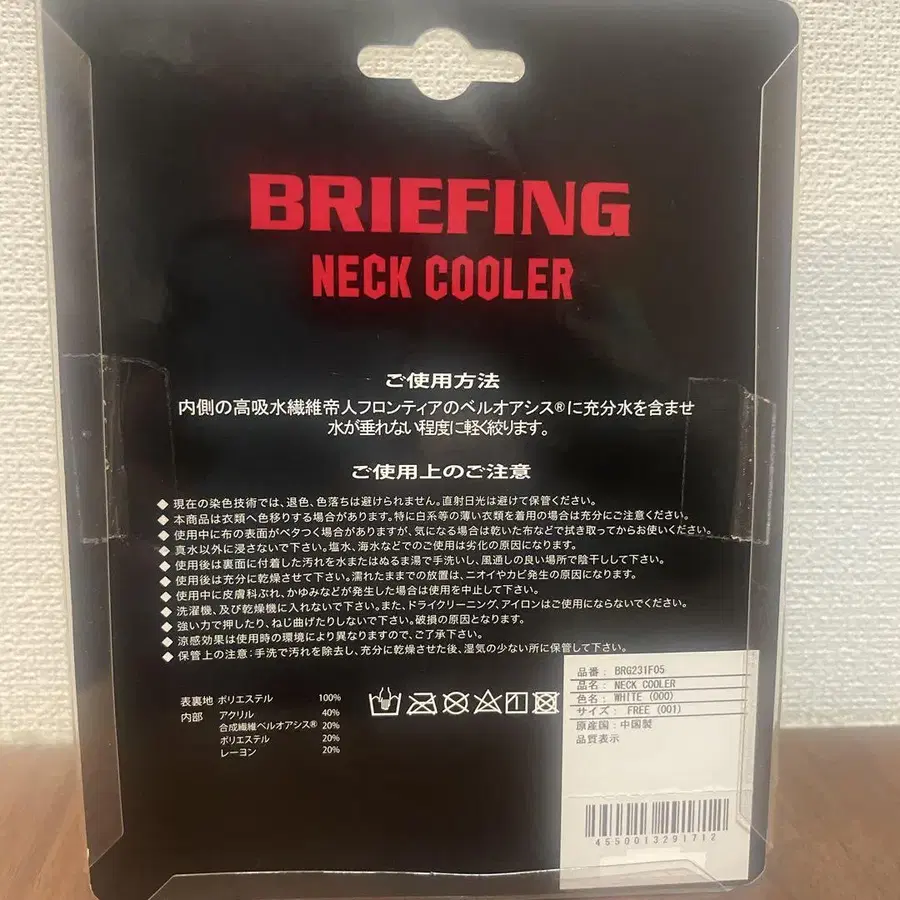 BRIEFING
NECK COOLER
ご使用方法
内側の高吸水繊維帝人フロンティアのベルオアシス®に充分水を含ませ
水が垂れない程度に軽く絞ります。
ご使用上のご注意
◆ 現在の染色技術では、退色、色落ちは避けられません。直射日光は避けて保管ください。
◆ 本商品は衣類へ色移りする場合があります。特に白系等の薄い衣類を着用の場合は充分にご注意ください。
◆ 使用中に布の表面がベタつく場合がありますが、気になる場合は乾いた布などで拭き取ってからお使いください。
◆ 真水以外に浸さないで下さい。塩水、海水などでのご使用は劣化の原因になります。
◆ 使用後は裏面に付着した汚れを水またはぬるま湯で手洗いし、風通しの良い場所で陰干しして下さい。
◆ 使用後は充分に乾燥させて下さい。濡れたままでの放置は、ニオイやカビ発生の原因になります。
◆ 使用中に皮膚科ぶれ、かゆみなどが発生した場合は使用を中止して下さい。
◆ 洗濯機、及び乾燥機に入れないで下さい。また、ドライクリーニング、アイロンはご使用にならないでください。
◆ 強い力で押したり、ねじ曲げたりしないで下さい。破損の原因となります。
◆ 涼感効果は使用時の環境により異なりますので、ご了承下さい。
◆ 保管上の注意：手洗で汚れを除去し、充分に乾燥させた後、湿気の少ない所に保管して下さい。
表裏地 ポリエステル 100%
内部 アクリル 40%
合成繊維ベルオアシス® 20%
ポリエステル 20%
レーヨン 20%
品番： BRG231F05
品名： NECK COOLER
色名： WHITE (000)
サイズ： FREE (001)
原産国：中国製
品質表示
4550013291712